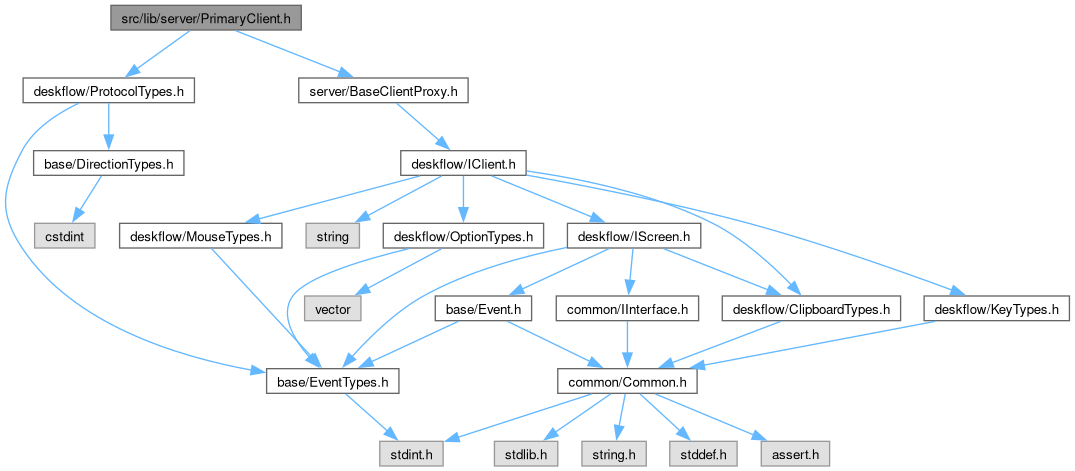 src/lib/server/PrimaryClient.h
deskflow/ProtocolTypes.h
server/BaseClientProxy.h
base/DirectionTypes.h
deskflow/IClient.h
cstdint
deskflow/MouseTypes.h
string
deskflow/OptionTypes.h
deskflow/IScreen.h
vector
base/Event.h
common/IInterface.h
deskflow/ClipboardTypes.h
deskflow/KeyTypes.h
base/EventTypes.h
common/Common.h
stdint.h
stdlib.h
string.h
stddef.h
assert.h